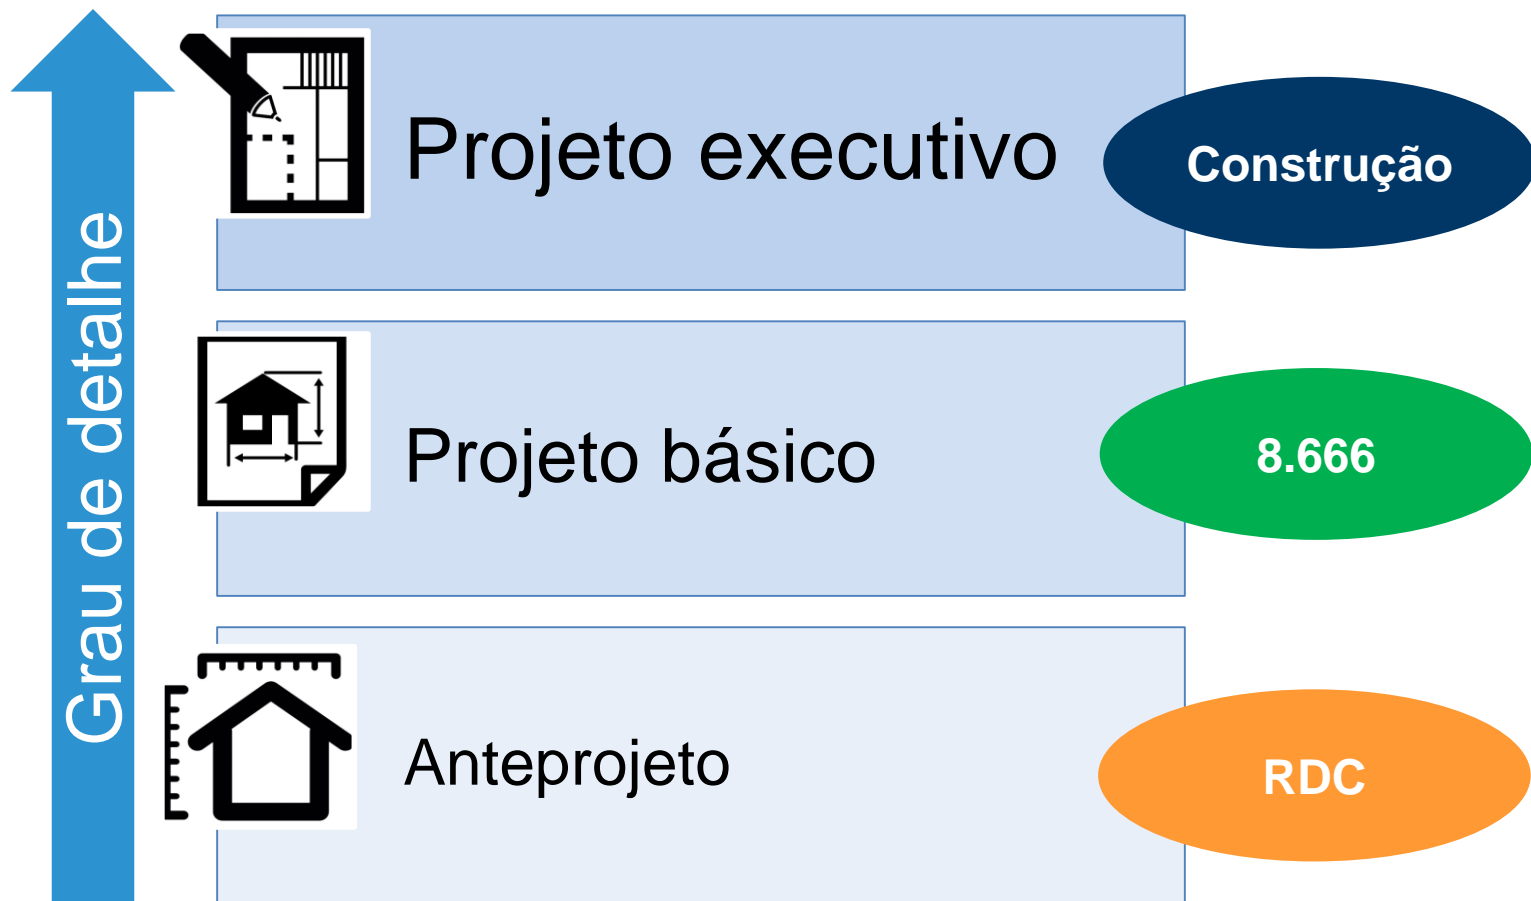 Grau de detalhe
Projeto executivo
Construção
Projeto básico
8.666
Anteprojeto
RDC